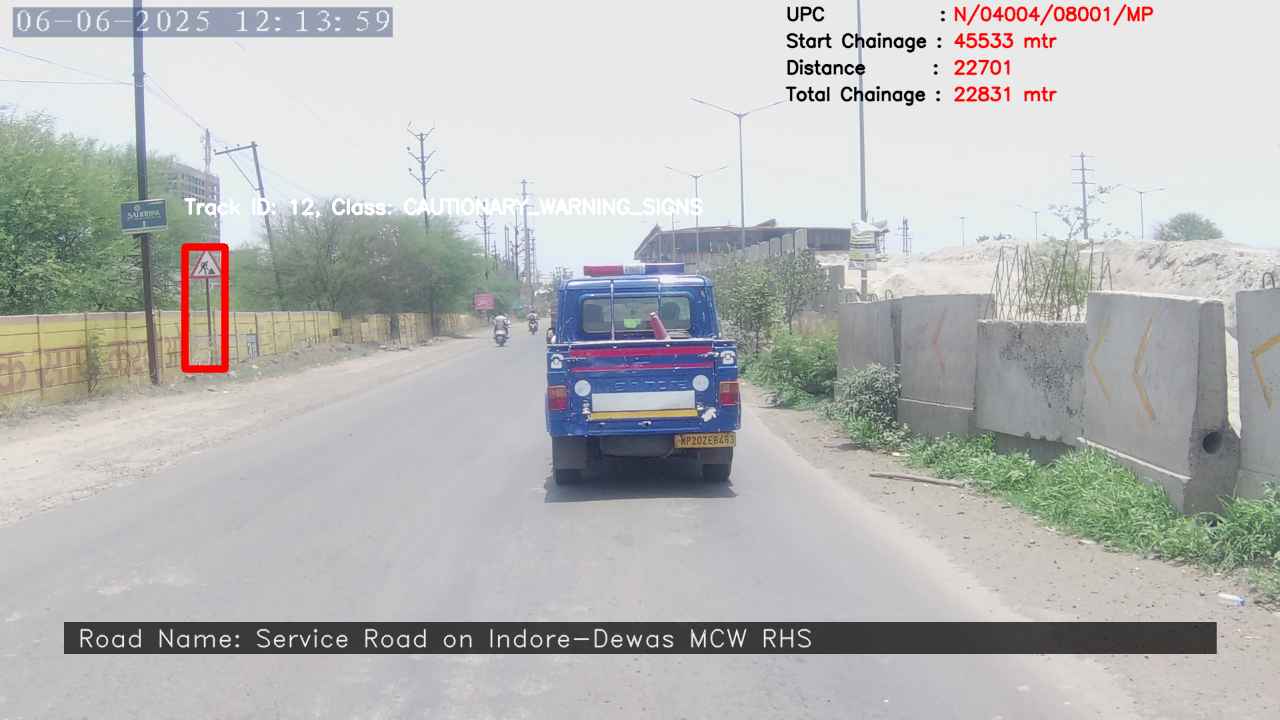 06-06-2025 12:13:59
UPC : N/04004/08001/MP
Start Chainage : 45533 mtr
Distance : 22701
Total Chainage : 22831 mtr
Track ID: 12, Class: CAUTIONARY_WARNING_SIGNS
Road Name: Service Road on Indore-Dewas MCW RHS